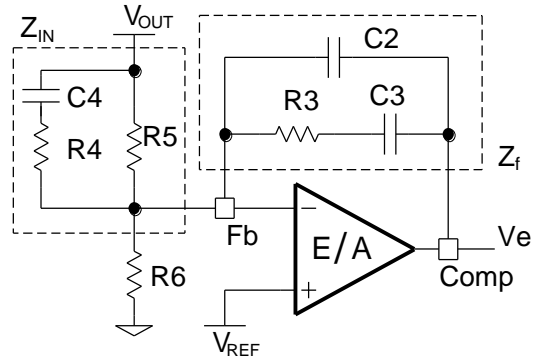 Z_IN
V_OUT
C2
C4
R3
C3
R4
R5
Z_f
Fb
E/A
Ve
Comp
R6
V_REF